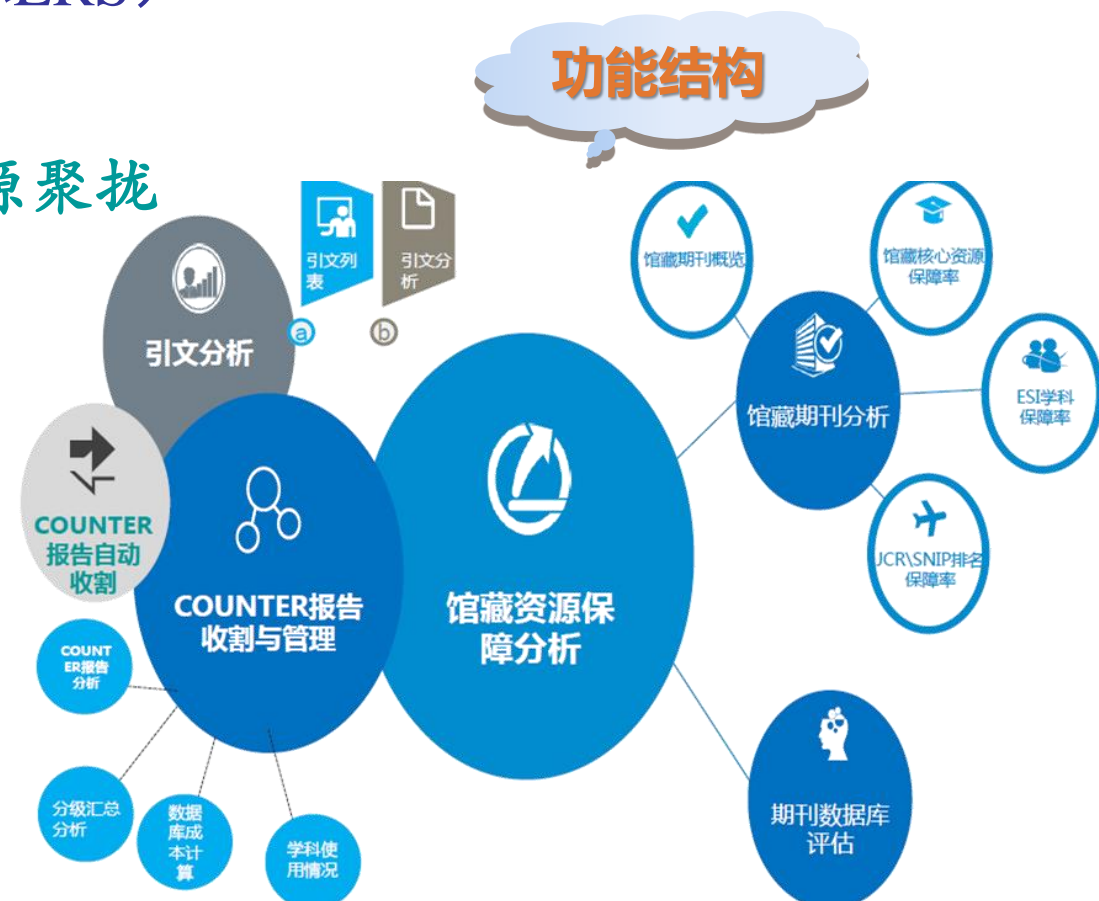 ERS）
功能结构
源聚拢
引文列
表
引文分
析
a
b
引文分析
COUNTER
报告自动
收割
COUNTER报告
收割与管理
馆藏资源保
障分析
馆藏期刊概览
馆藏核心资源
保障率
馆藏期刊分析
ESI学科
保障率
JCR\SNIP排名
保障率
COUNT
ER报告
分析
分级汇总
分析
数据
库成
本计
算
学科使
用情况
期刊数据库
评估